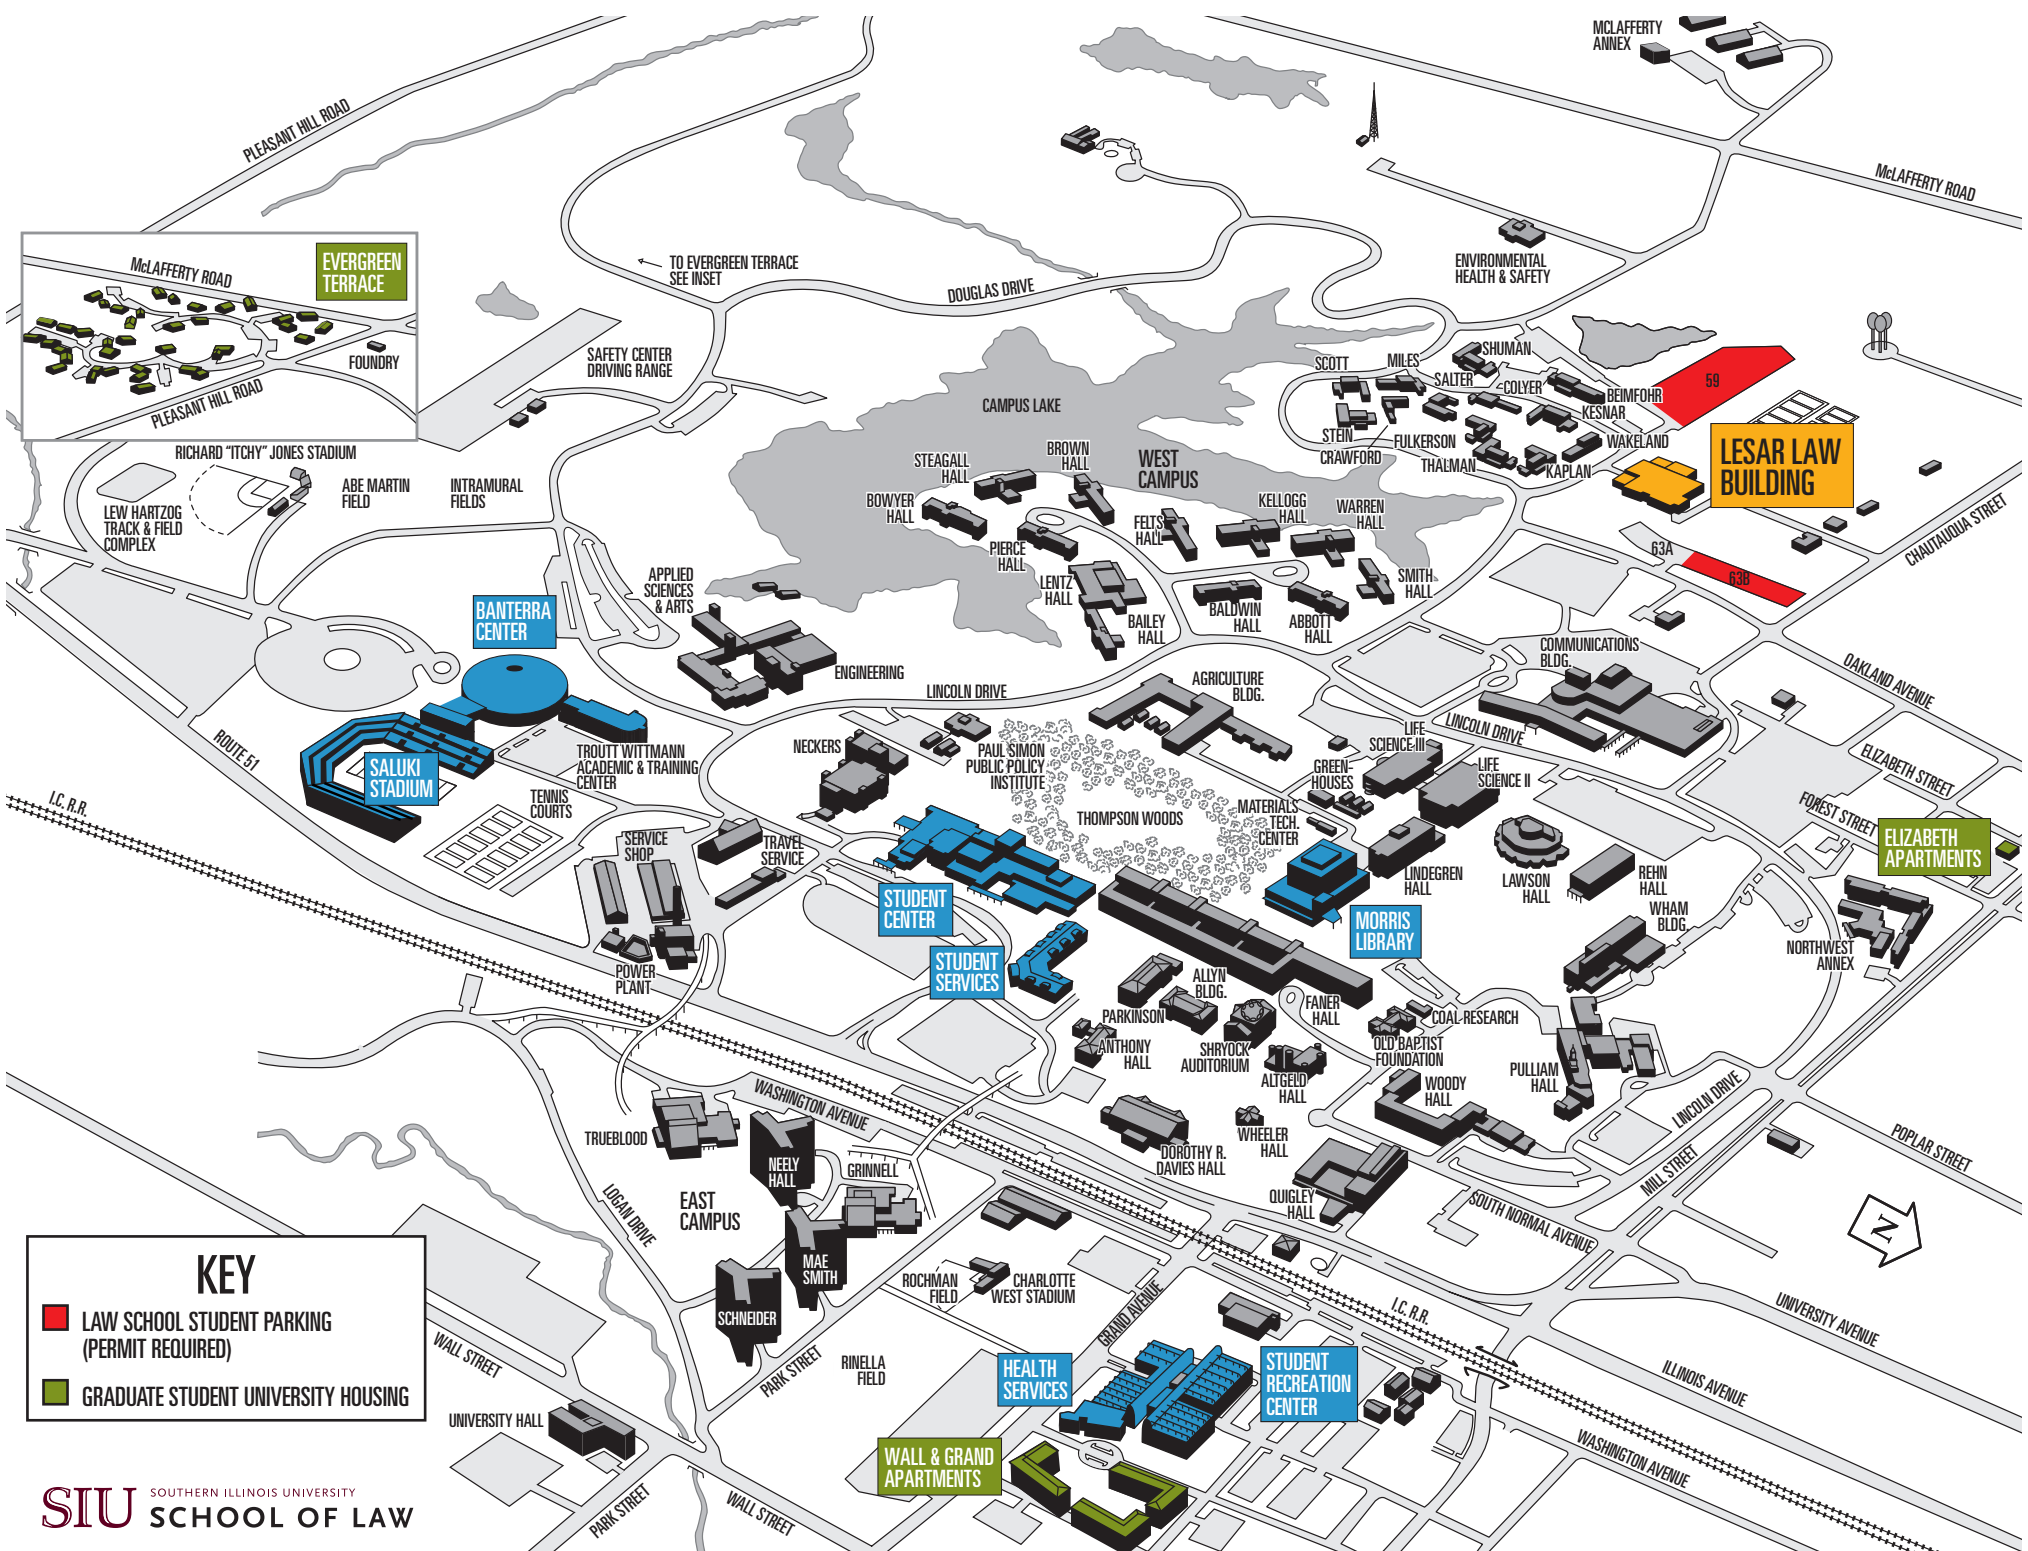 MCLAFFERTY
ANNEX
PLEASANT HILL ROAD
McLAFFERTY ROAD
EVERGREEN
TERRACE
McLAFFERTY ROAD
FOUNDRY
PLEASANT HILL ROAD
TO EVERGREEN TERRACE
SEE INSET
DOUGLAS DRIVE
ENVIRONMENTAL
HEALTH & SAFETY
SAFETY CENTER
DRIVING RANGE
CAMPUS LAKE
SCOTT
MILES
SHUMAN
SALTER
COLYER
BEIMFOHR
KESNAR
59
STEIN
CRAWFORD
FULKERSON
THALMAN
WAKELAND
KAPLAN
LESAR LAW
BUILDING
RICHARD "ITCHY" JONES STADIUM
ABE MARTIN
FIELD
INTRAMURAL
FIELDS
LEW HARTZOG
TRACK & FIELD
COMPLEX
STEAGALL
HALL
BROWN
HALL
WEST
CAMPUS
BOWYER
HALL
PIERCE
HALL
FELTS
HALL
KELLOGG
HALL
WARREN
HALL
LENTZ
HALL
SMITH
HALL
BAILEY
HALL
BALDWIN
HALL
ABBOTT
HALL
63A
63B
CHAUTAUQUA STREET
APPLIED
SCIENCES
& ARTS
BANTERRA
CENTER
ENGINEERING
LINCOLN DRIVE
AGRICULTURE
BLDG.
COMMUNICATIONS
BLDG.
OAKLAND AVENUE
LINCOLN DRIVE
ELIZABETH STREET
FOREST STREET
ROUTE 51
I.C. R.R.
SALUKI
STADIUM
TROUTT WITTMANN
ACADEMIC & TRAINING
CENTER
TENNIS
COURTS
NECKERS
PAUL SIMON
PUBLIC POLICY
INSTITUTE
THOMPSON WOODS
GREEN-
HOUSES
LIFE
SCIENCE III
LIFE
SCIENCE II
MATERIALS
TECH.
CENTER
SERVICE
SHOP
TRAVEL
SERVICE
STUDENT
CENTER
STUDENT
SERVICES
MORRIS
LIBRARY
LINDEGREN
HALL
LAWSON
HALL
REHN
HALL
WHAM
BLDG.
ELIZABETH
APARTMENTS
NORTHWEST
ANNEX
POWER
PLANT
ALLYN
BLDG.
PARKINSON
ANTHONY
HALL
SHRYOCK
AUDITORIUM
FANER
HALL
ALTGELD
HALL
COAL RESEARCH
OLD BAPTIST
FOUNDATION
WOODY
HALL
PULLIAM
HALL
LINCOLN DRIVE
MILL STREET
POPLAR STREET
WASHINGTON AVENUE
TRUEBLOOD
NEELY
HALL
GRINNELL
DOROTHY R.
DAVIES HALL
WHEELER
HALL
QUIGLEY
HALL
SOUTH NORMAL AVENUE
N
LOGAN DRIVE
EAST
CAMPUS
MAE
SMITH
SCHNEIDER
ROCHMAN
FIELD
CHARLOTTE
WEST STADIUM
GRAND AVENUE
I.C. R.R.
UNIVERSITY AVENUE
ILLINOIS AVENUE
WASHINGTON AVENUE
KEY
LAW SCHOOL STUDENT PARKING
(PERMIT REQUIRED)
GRADUATE STUDENT UNIVERSITY HOUSING
WALL STREET
PARK STREET
RINELLA
FIELD
HEALTH
SERVICES
STUDENT
RECREATION
CENTER
UNIVERSITY HALL
WALL & GRAND
APARTMENTS
PARK STREET
WALL STREET
SIU SOUTHERN ILLINOIS UNIVERSITY
SCHOOL OF LAW